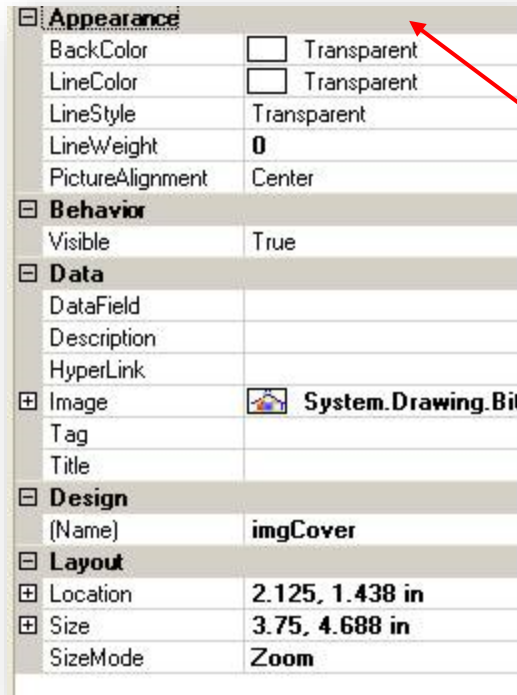 Appearance
BackColor Transparent
LineColor Transparent
LineStyle Transparent
LineWeight 0
PictureAlignment Center
Behavior
Visible True
Data
DataField
Description
HyperLink
Image System.Drawing.Bit
Tag
Title
Design
(Name) imgCover
Layout
Location 2.125, 1.438 in
Size 3.75, 4.688 in
SizeMode Zoom